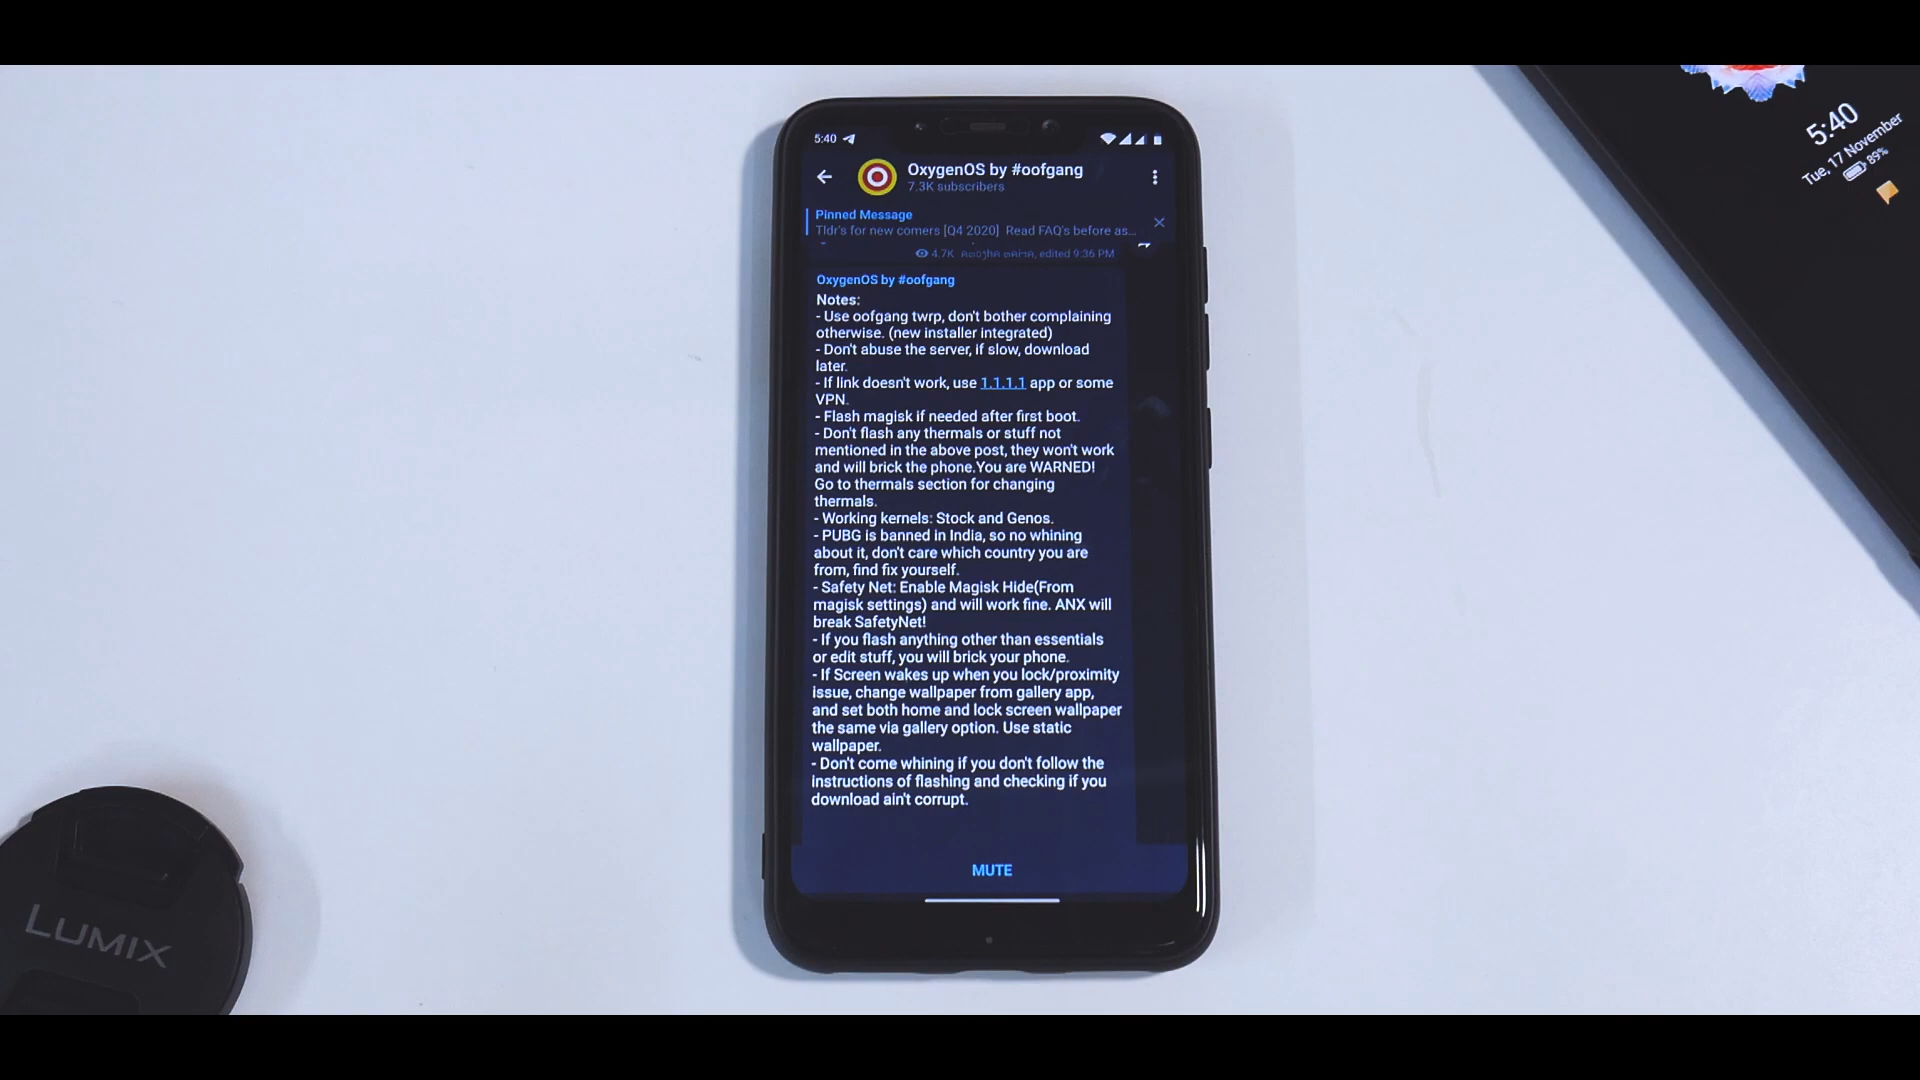 5:40
OxygenOS by #oofgang
7.3K subscribers
Pinned Message
Tldr's for new comers [Q4 2020] Read FAQ's before as...
4.7K edited 9:36 PM
OxygenOS by #oofgang
Notes:
- Use oofgang twrp, don't bother complaining
otherwise. (new installer integrated)
- Don't abuse the server, if slow, download
later.
- If link doesn't work, use 1.1.1.1 app or some
VPN.
- Flash magisk if needed after first boot.
- Don't flash any thermals or stuff not
mentioned in the above post, they won't work
and will brick the phone.You are WARNED!
Go to thermals section for changing
thermals.
- Working kernels: Stock and Genos.
- PUBG is banned in India, so no whining
about it, don't care which country you are
from, find fix yourself.
- Safety Net: Enable Magisk Hide(From
magisk settings) and will work fine. ANX will
break SafetyNet!
- If you flash anything other than essentials
or edit stuff, you will brick your phone.
- If Screen wakes up when you lock/proximity
issue, change wallpaper from gallery app,
and set both home and lock screen wallpaper
the same via gallery option. Use static
wallpaper.
- Don't come whining if you don't follow the
instructions of flashing and checking if you
download ain't corrupt.
MUTE
5:40
Tue, 17 November
89%
LUMIX